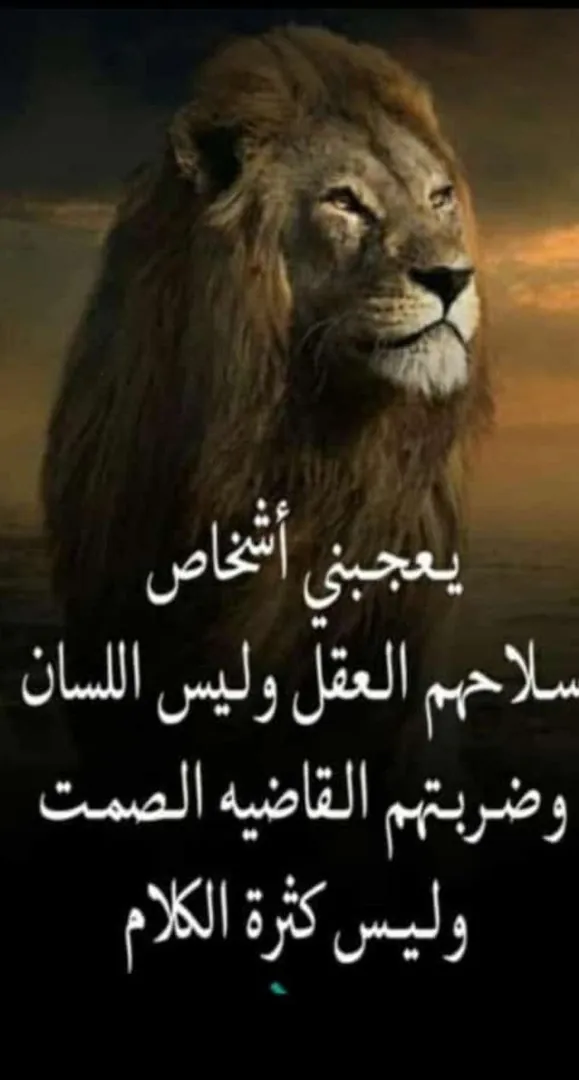 يعجبني أشخاص
سلاحهم العقل وليس اللسان
وضربتهم القاضيه الصمت
وليس كثرة الكلام